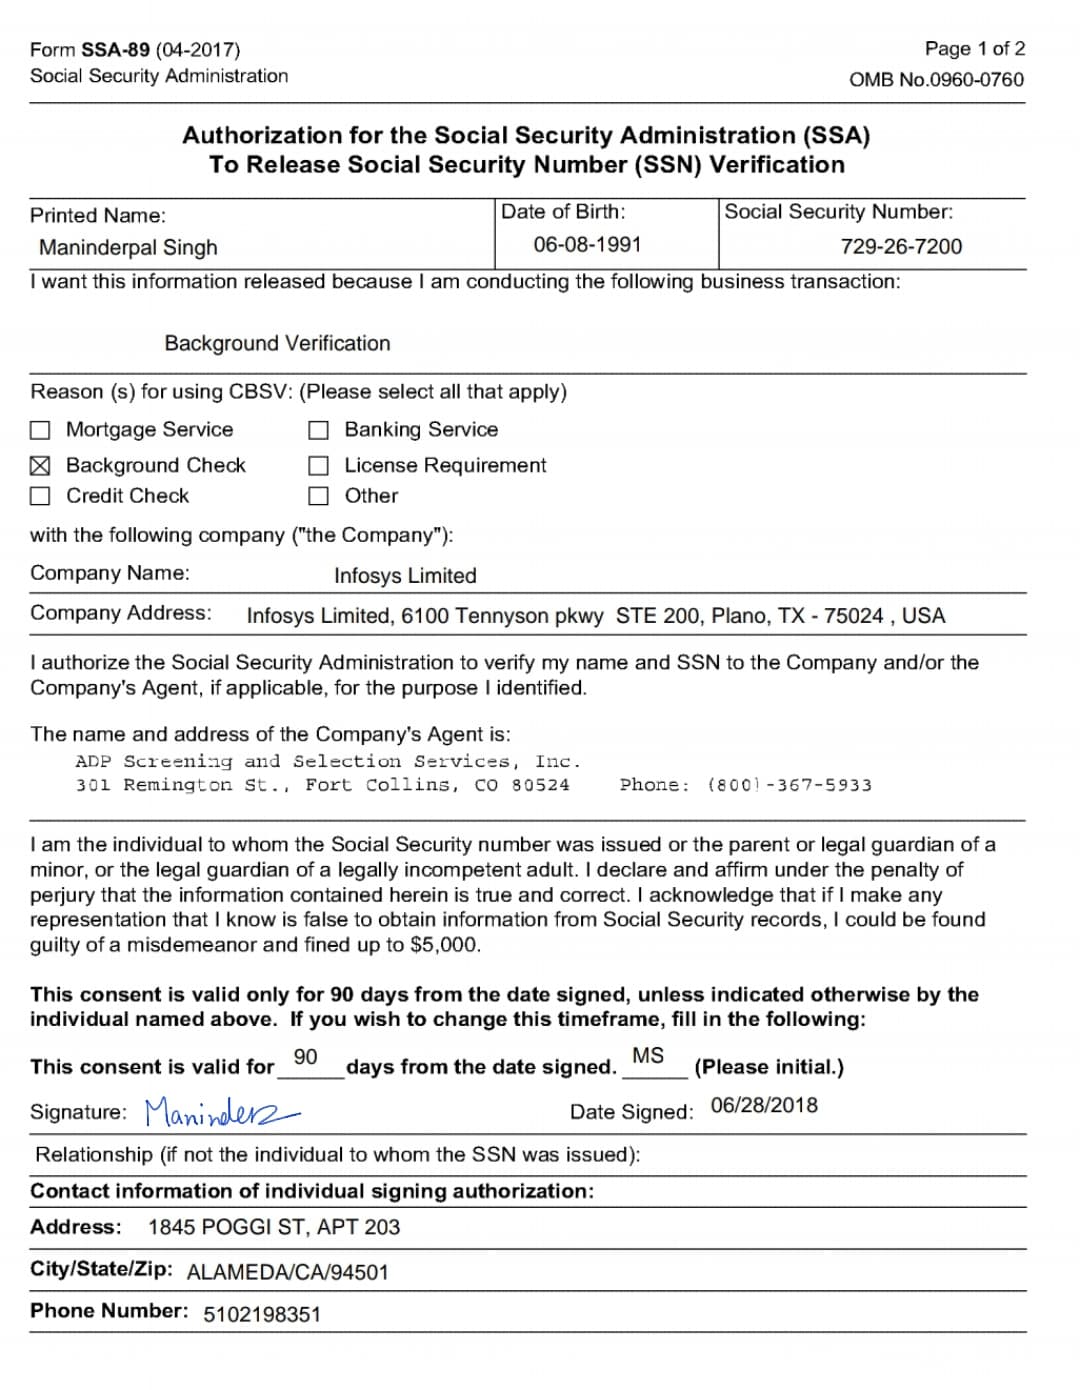 Form SSA-89 (04-2017)
Page 1 of 2
Social Security Administration
OMB No.0960-0760
Authorization for the Social Security Administration (SSA)
To Release Social Security Number (SSN) Verification
Printed Name:
Date of Birth:
Social Security Number:
Maninderpal Singh
06-08-1991
729-26-7200
I want this information released because I am conducting the following business transaction:
Background Verification
Reason (s) for using CBSV: (Please select all that apply)
Mortgage Service
Banking Service
Background Check
License Requirement
Credit Check
Other
with the following company ("the Company"):
Company Name: Infosys Limited
Company Address: Infosys Limited, 6100 Tennyson pkwy STE 200, Plano, TX - 75024 , USA
I authorize the Social Security Administration to verify my name and SSN to the Company and/or the
Company's Agent, if applicable, for the purpose I identified.
The name and address of the Company's Agent is:
ADP Screening and Selection Services, Inc.
301 Remington St., Fort Collins, CO 80524 Phone: (800)-367-5933
I am the individual to whom the Social Security number was issued or the parent or legal guardian of a
minor, or the legal guardian of a legally incompetent adult. I declare and affirm under the penalty of
perjury that the information contained herein is true and correct. I acknowledge that if I make any
representation that I know is false to obtain information from Social Security records, I could be found
guilty of a misdemeanor and fined up to $5,000.
This consent is valid only for 90 days from the date signed, unless indicated otherwise by the
individual named above. If you wish to change this timeframe, fill in the following:
This consent is valid for 90 days from the date signed. MS (Please initial.)
Signature: Date Signed: 06/28/2018
Relationship (if not the individual to whom the SSN was issued):
Contact information of individual signing authorization:
Address: 1845 POGGI ST, APT 203
City/State/Zip: ALAMEDA/CA/94501
Phone Number: 5102198351